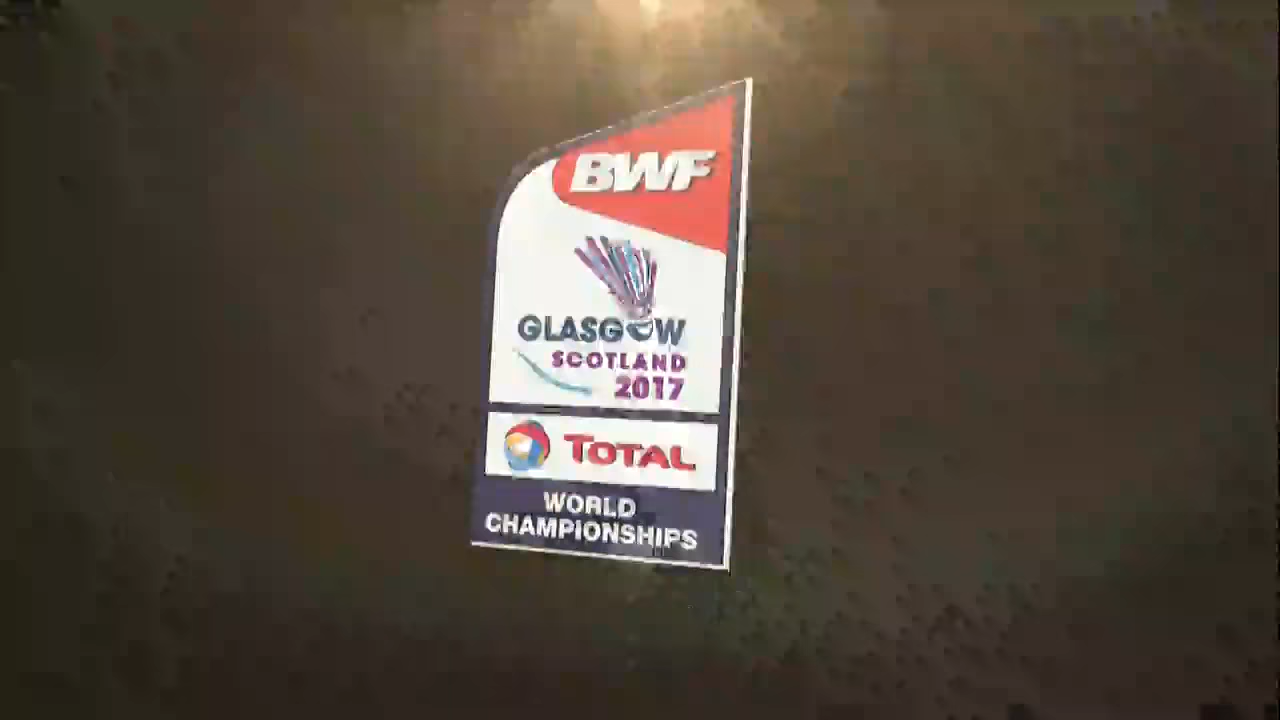 BWF
GLASGOW
SCOTLAND
2017
TOTAL
WORLD
CHAMPIONSHIPS